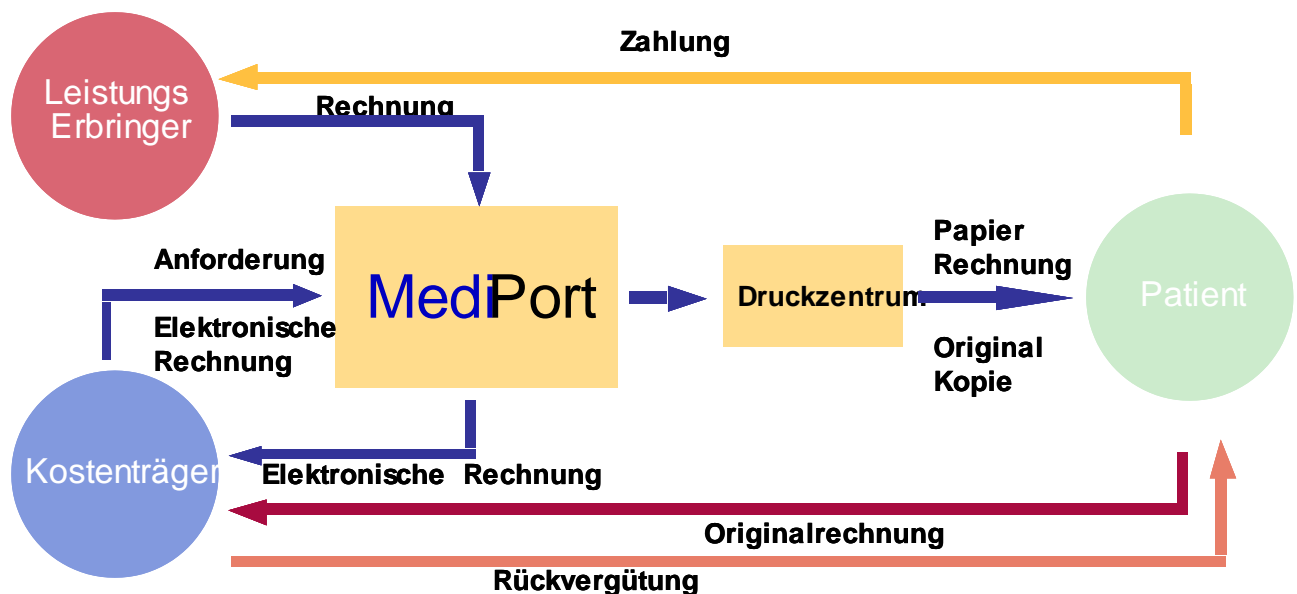 Zahlung
Leistungs
Erbringer
Rechnung
Anforderung
Elektronische
Rechnung
MediPort
Druckzentrum
Papier
Rechnung
Original
Kopie
Patient
Kostenträger
Elektronische Rechnung
Originalrechnung
Rückvergütung